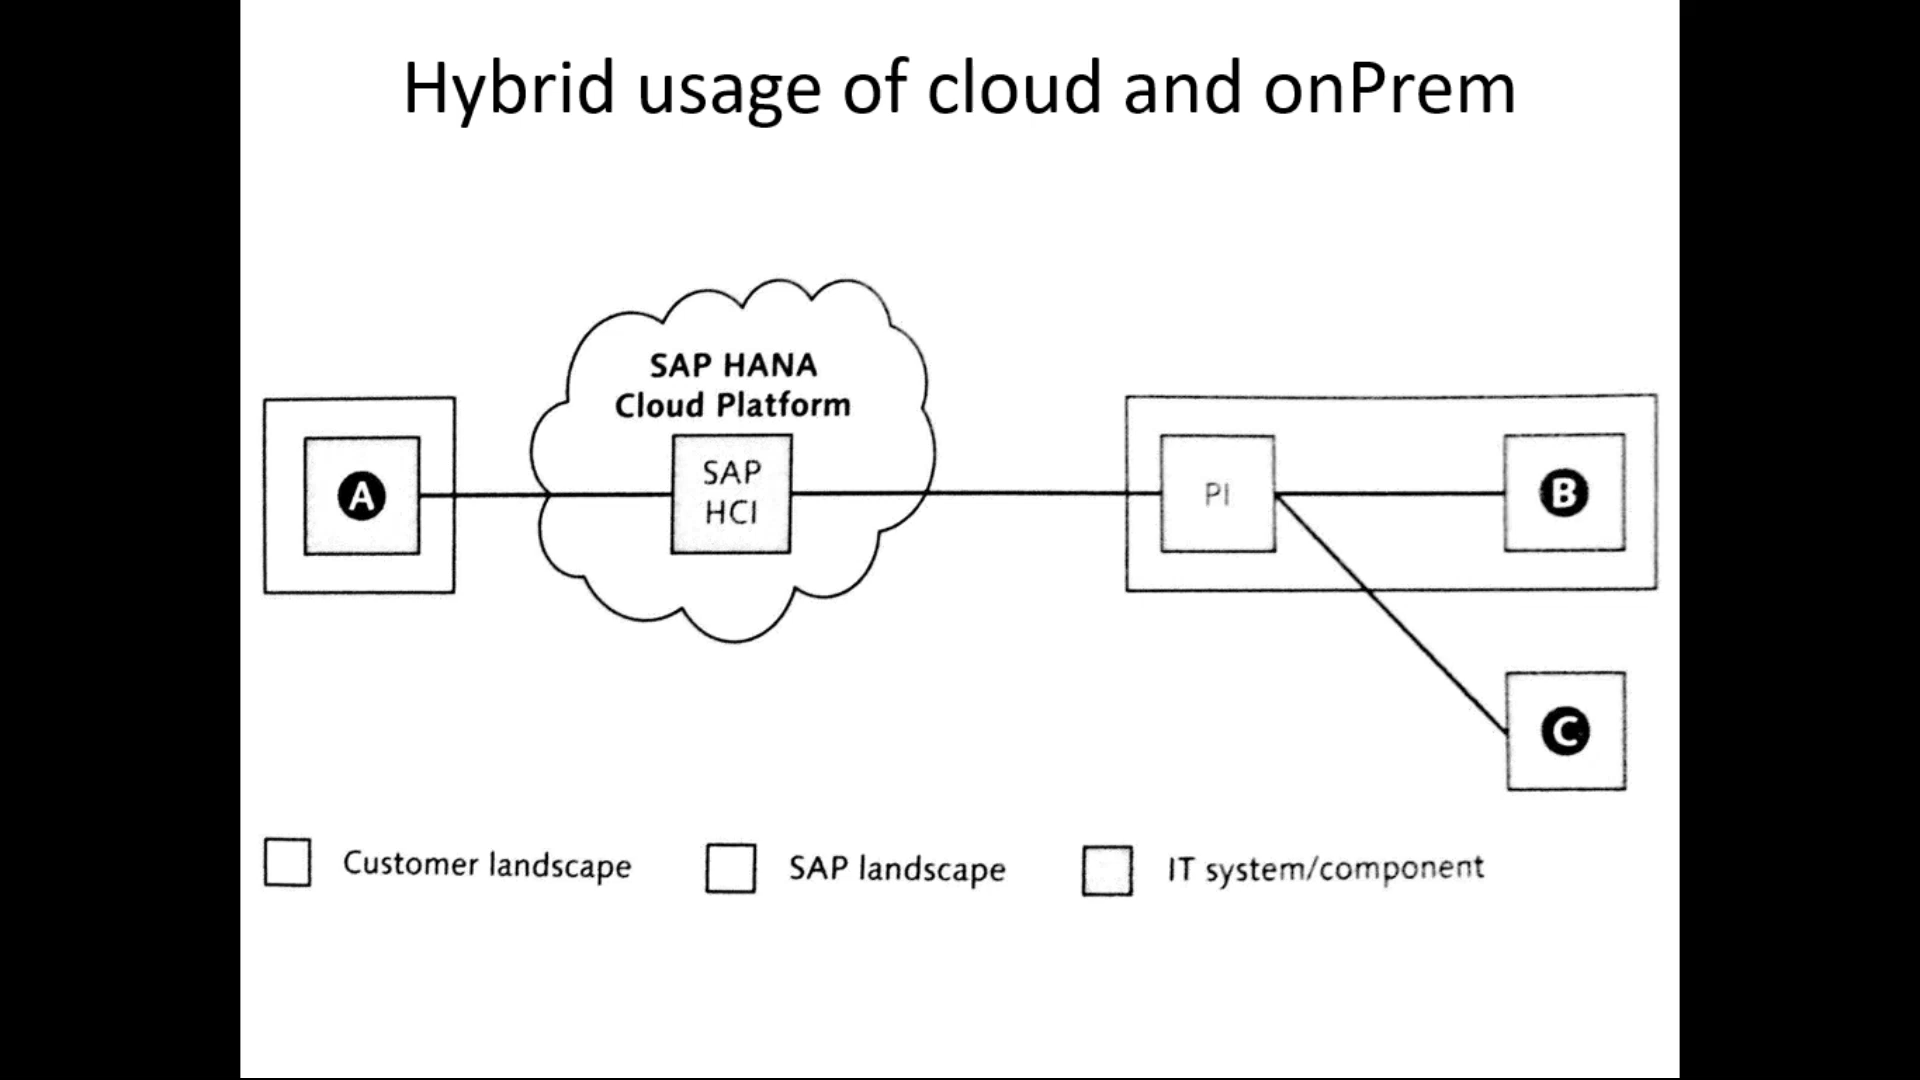 Hybrid usage of cloud and onPrem
SAP HANA
Cloud Platform
A
SAP
HCI
PI
B
C
Customer landscape
SAP landscape
IT system/component